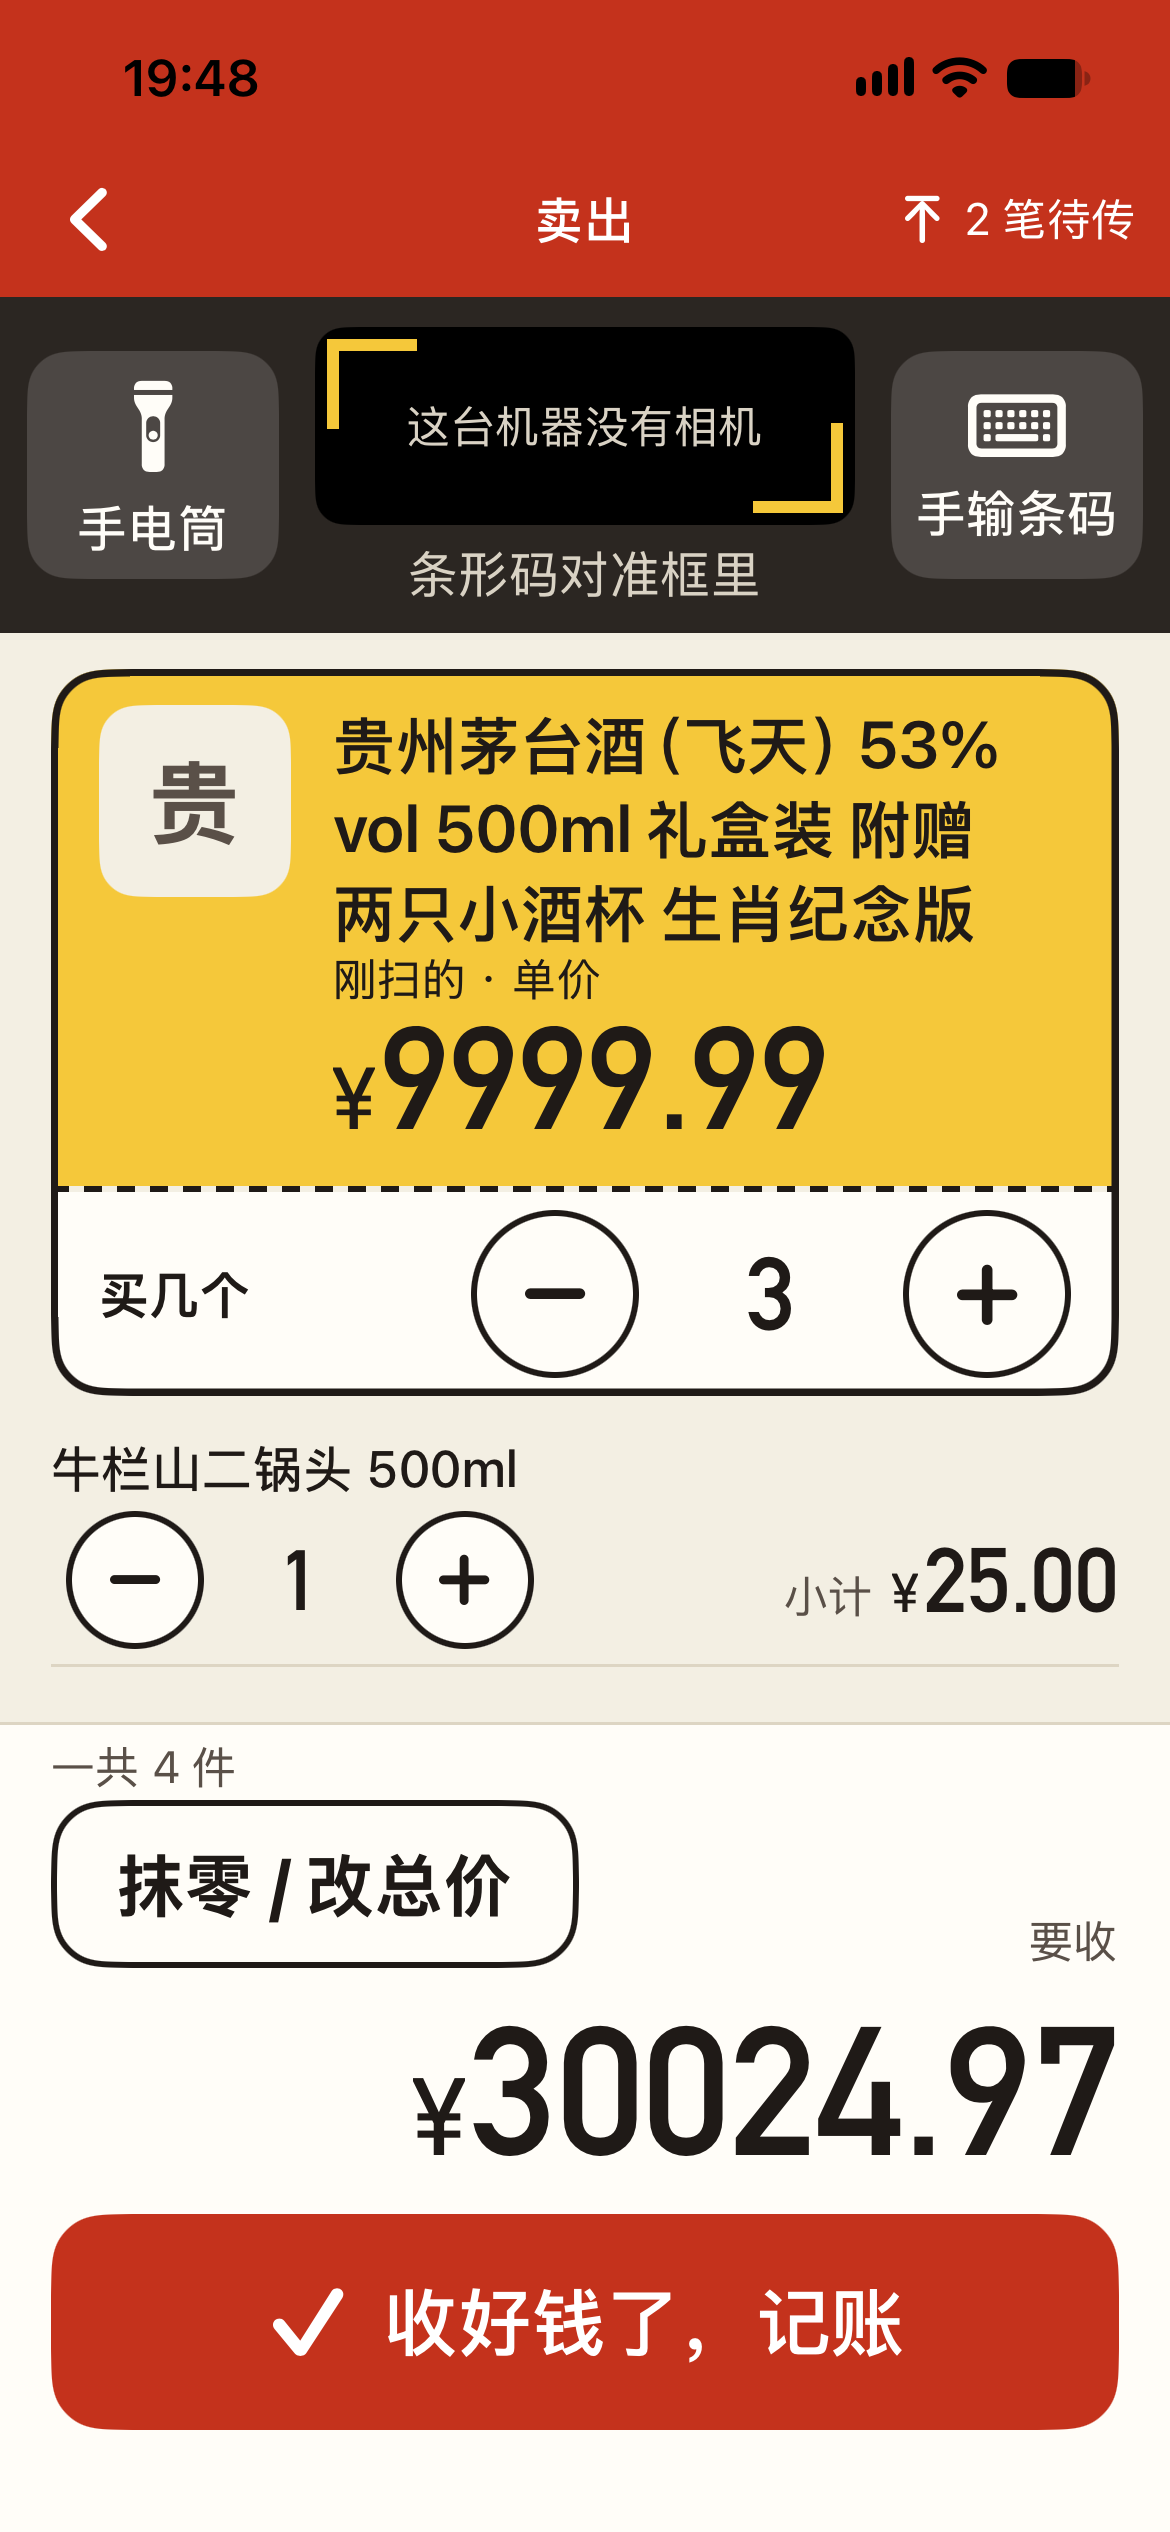 19:48
卖出
2 笔待传
手电筒
这台机器没有相机
条形码对准框里
手输条码
贵
贵州茅台酒（飞天）53%
vol 500ml 礼盒装 附赠
两只小酒杯 生肖纪念版
刚扫的 · 单价
¥9999.99
买几个
3
牛栏山二锅头 500ml
1
小计 ¥25.00
一共 4 件
抹零 / 改总价
要收
¥30024.97
收好钱了，记账